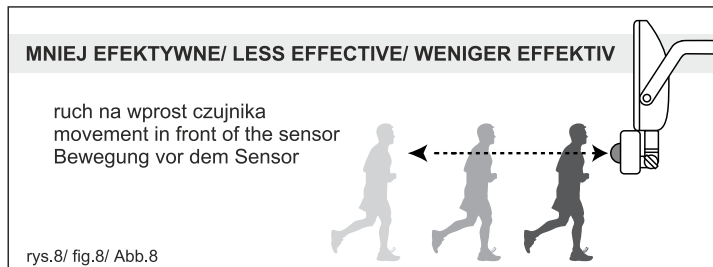 MNIEJ EFEKTYWNE/ LESS EFFECTIVE/ WENIGER EFFEKTIV
ruch na wprost czujnika
movement in front of the sensor
Bewegung vor dem Sensor
rys.8/ fig.8/ Abb.8